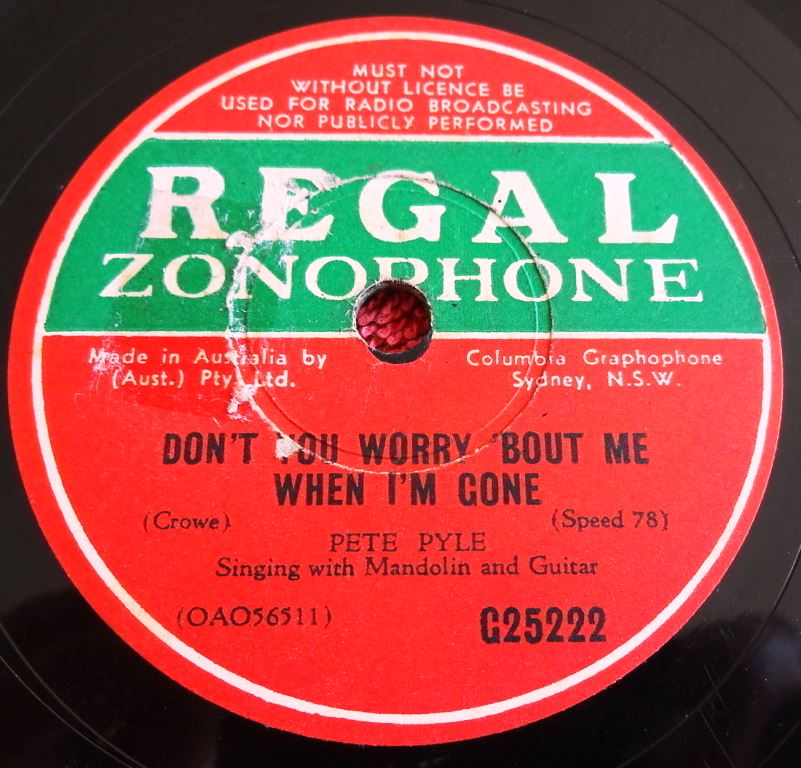 MUST NOT
WITHOUT LICENCE BE
USED FOR RADIO BROADCASTING
NOR PUBLICLY PERFORMED
REGAL
ZONOPHONE
Made in Australia by Columbia Graphophone
(Aust.) Pty. Ltd. Sydney, N.S.W.
DON'T YOU WORRY 'BOUT ME
WHEN I'M GONE
(Crowe) (Speed 78)
PETE PYLE
Singing with Mandolin and Guitar
(OAO56511) G25222